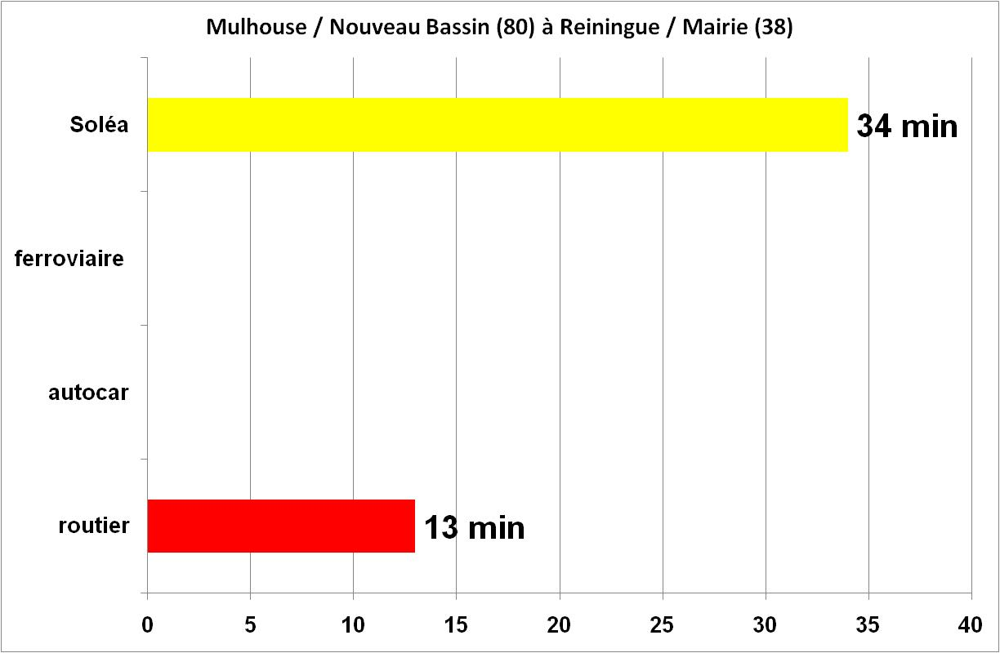 Mulhouse / Nouveau Bassin (80) à Reiningue / Mairie (38)
Soléa
34 min
ferroviaire
autocar
routier
13 min
0 5 10 15 20 25 30 35 40